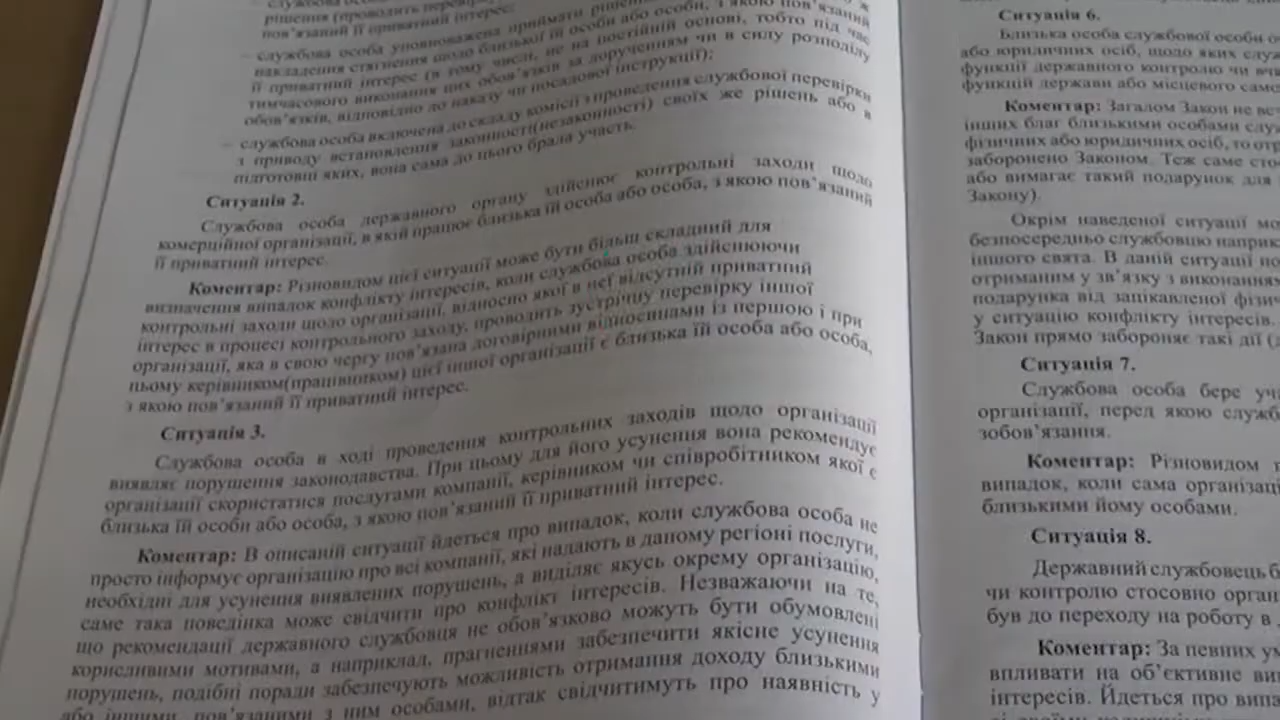 рішення (проводить перевірку)
пов'язаний її приватний інтерес;
– службова особа уповноважена приймати рішення
накладення стягнення щодо близької їй особи або особи, з якою пов'язаний
її приватний інтерес (в тому числі, не на постійній основі, тобто під час
тимчасового виконання цих обов'язків за дорученням чи в силу розподілу
обов'язків, відповідно до наказу чи посадової інструкції);
– службова особа включена до складу комісії з проведення службової перевірки
з приводу встановлення законності(незаконності) своїх же рішень або в
підготовці яких, вона сама до цього брала участь.
Ситуація 2.
Службова особа державного органу здійснює контрольні заходи щодо
комерційної організації, в якій працює близька їй особа або особа, з якою пов'язаний
її приватний інтерес.
Коментар: Різновидом цієї ситуації може бути більш складний для
визначення випадок конфлікту інтересів, коли службова особа здійснюючи
контрольні заходи щодо організації, відносно якої в неї відсутній приватний
інтерес в процесі контрольного заходу, проводить зустрічну перевірку іншої
організації, яка в свою чергу пов'язана договірними відносинами із першою і при
цьому керівником(працівником) цієї іншої організації є близька їй особа або особа,
з якою пов'язаний її приватний інтерес.
Ситуація 3.
Службова особа в ході проведення контрольних заходів щодо організації
виявляє порушення законодавства. При цьому для його усунення вона рекомендує
організації скористатися послугами компанії, керівником чи співробітником якої є
близька їй особи або особа, з якою пов'язаний її приватний інтерес.
Коментар: В описаній ситуації йдеться про випадок, коли службова особа не
просто інформує організацію про всі компанії, які надають в даному регіоні послуги,
необхідні для усунення виявлених порушень, а виділяє якусь окрему організацію,
саме така поведінка може свідчити про конфлікт інтересів. Незважаючи на те,
що рекомендації державного службовця не обов'язково можуть бути обумовлені
корисливими мотивами, а наприклад, прагненнями забезпечити якісне усунення
порушень, подібні поради забезпечують можливість отримання доходу близькими
або іншими, пов'язаними з ним особами, відтак свідчитимуть про наявність у
Ситуація 6.
Близька особа службової особи
або юридичних осіб, щодо яких
функції державного контролю чи
функцій держави або місцевого
Коментар: Загалом Закон не
інших благ близькими особами
фізичних або юридичних осіб, то
заборонено Законом. Теж саме
або вимагає такий подарунок для
Закону).
Окрім наведеної ситуації
безпосередньо службовцю
іншого свята. В даній ситуації
отриманим у зв'язку з
подарунка від зацікавленої
у ситуацію конфлікту інтересів.
Закон прямо забороняє такі дії
Ситуація 7.
Службова особа бере
організації, перед якою
зобов'язання.
Коментар: Різновидом
випадок, коли сама
близькими йому особами.
Ситуація 8.
Державний службовець
чи контролю стосовно
був до переходу на роботу в
Коментар: За певних
впливати на об'єктивне
інтересів. Йдеться про